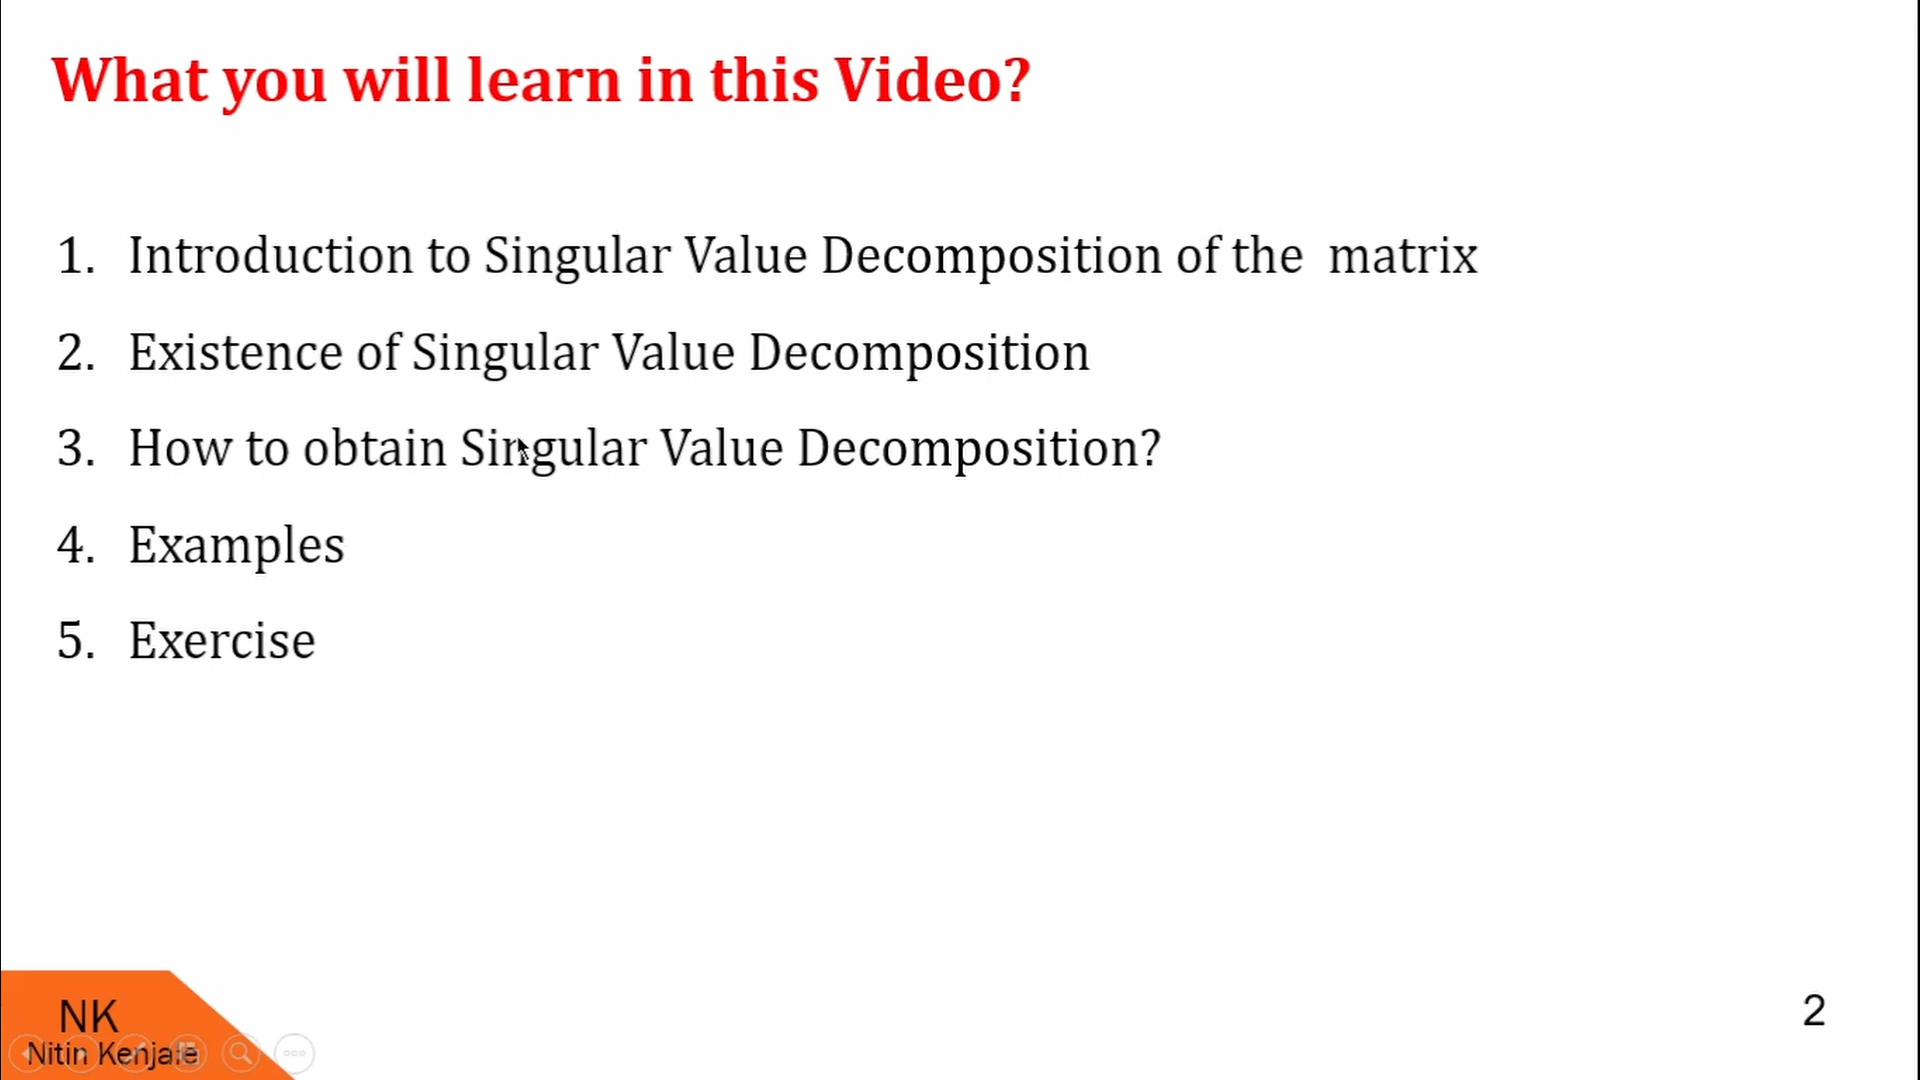 What you will learn in this Video?
1. Introduction to Singular Value Decomposition of the matrix
2. Existence of Singular Value Decomposition
3. How to obtain Singular Value Decomposition?
4. Examples
5. Exercise
NK
Nitin Kenjale
2